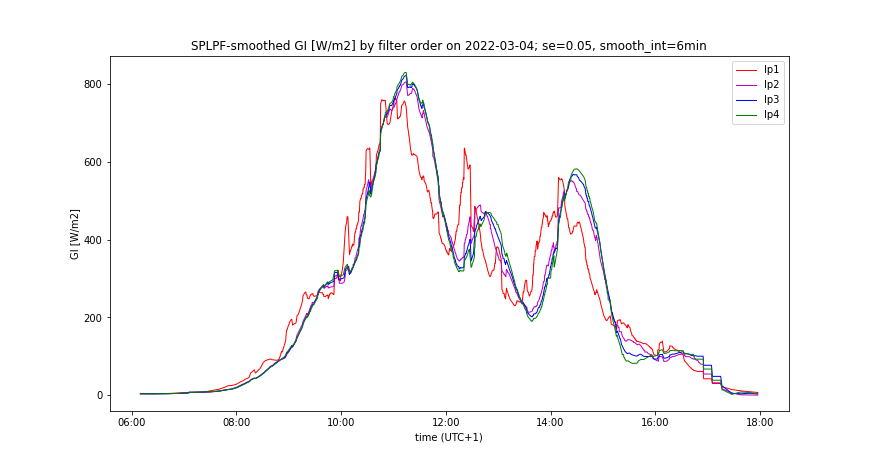 SPLPF-smoothed GI [W/m2] by filter order on 2022-03-04; se=0.05, smooth_int=6min
lp1
lp2
lp3
lp4
GI [W/m2]
800
600
400
200
0
06:00 08:00 10:00 12:00 14:00 16:00 18:00
time (UTC+1)